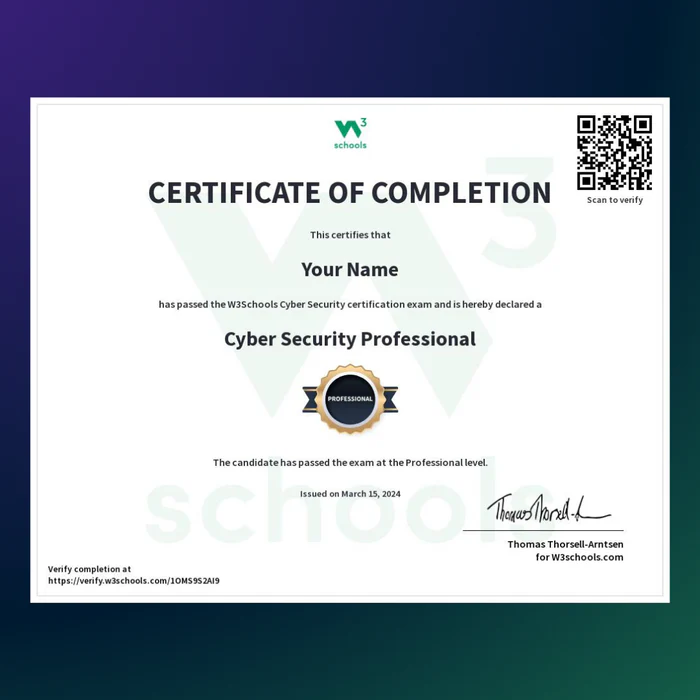 W3
schools
Scan to verify
CERTIFICATE OF COMPLETION
This certifies that
Your Name
has passed the W3Schools Cyber Security certification exam and is hereby declared a
Cyber Security Professional
PROFESSIONAL
The candidate has passed the exam at the Professional level.
Issued on March 15, 2024
Thomas Thorsell-Arntsen
for W3schools.com
Verify completion at
https://verify.w3schools.com/1OMS9S2AI9
schools